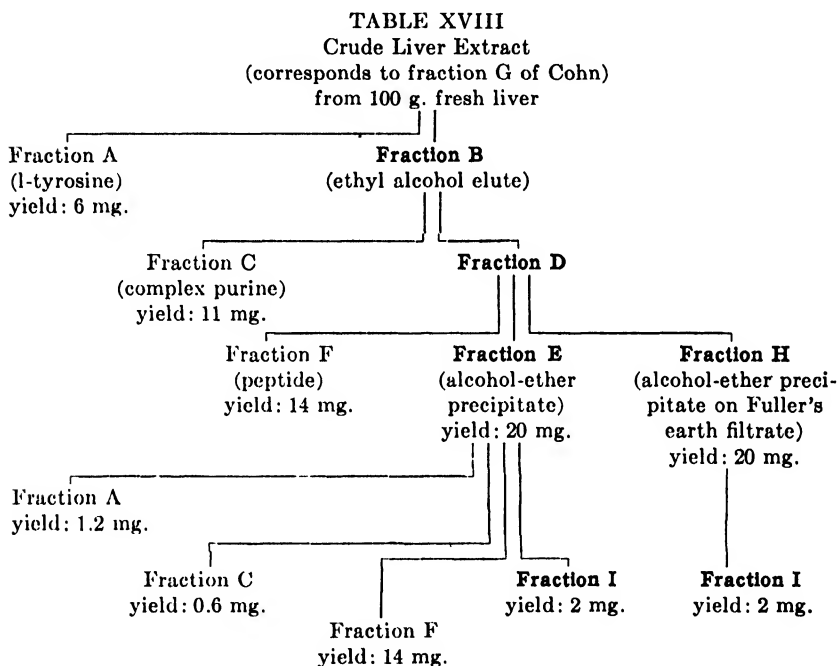 TABLE XVIII
Crude Liver Extract
(corresponds to fraction G of Cohn)
from 100 g. fresh liver
Fraction A
(l-tyrosine)
yield: 6 mg.
Fraction B
(ethyl alcohol elute)
Fraction C
(complex purine)
yield: 11 mg.
Fraction D
Fraction F
(peptide)
yield: 14 mg.
Fraction E
(alcohol-ether
precipitate)
yield: 20 mg.
Fraction H
(alcohol-ether preci-
pitate on Fuller's
earth filtrate)
yield: 20 mg.
Fraction A
yield: 1.2 mg.
Fraction C
yield: 0.6 mg.
Fraction F
yield: 14 mg.
Fraction I
yield: 2 mg.
Fraction I
yield: 2 mg.